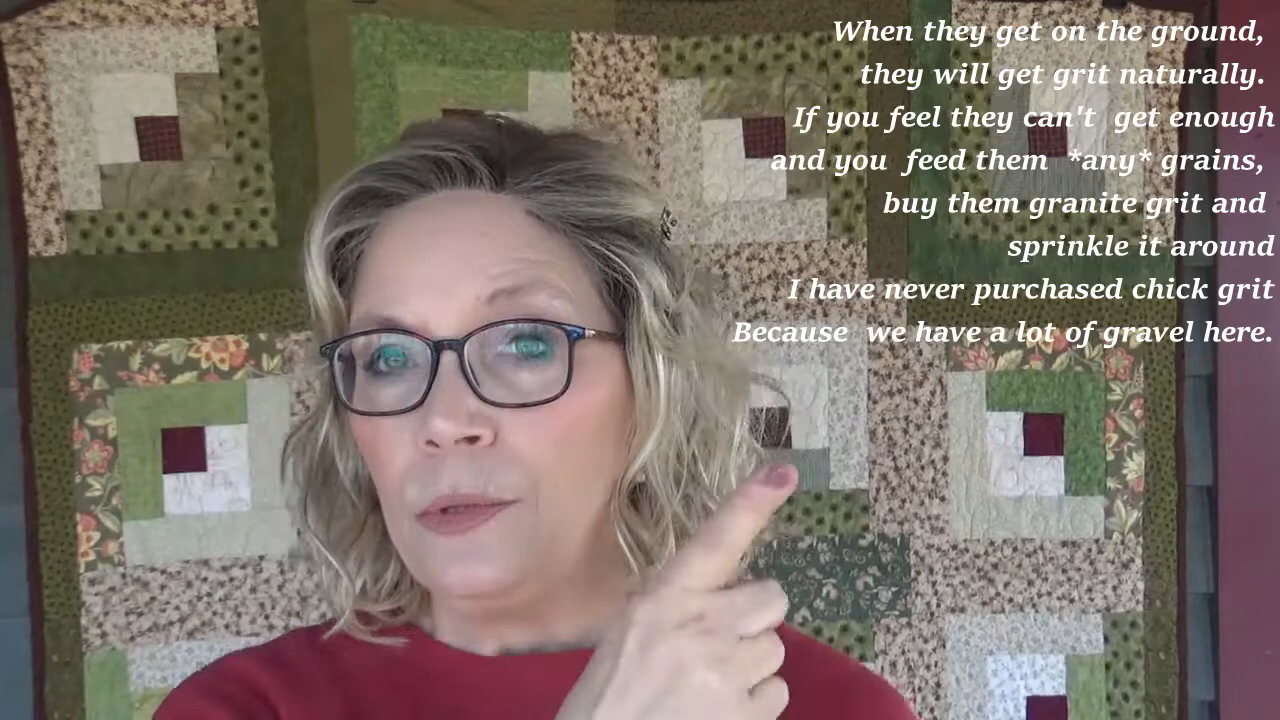 When they get on the ground,
they will get grit naturally.
If you feel they can't get enough
and you feed them *any* grains,
buy them granite grit and
sprinkle it around
I have never purchased chick grit
Because we have a lot of gravel here.